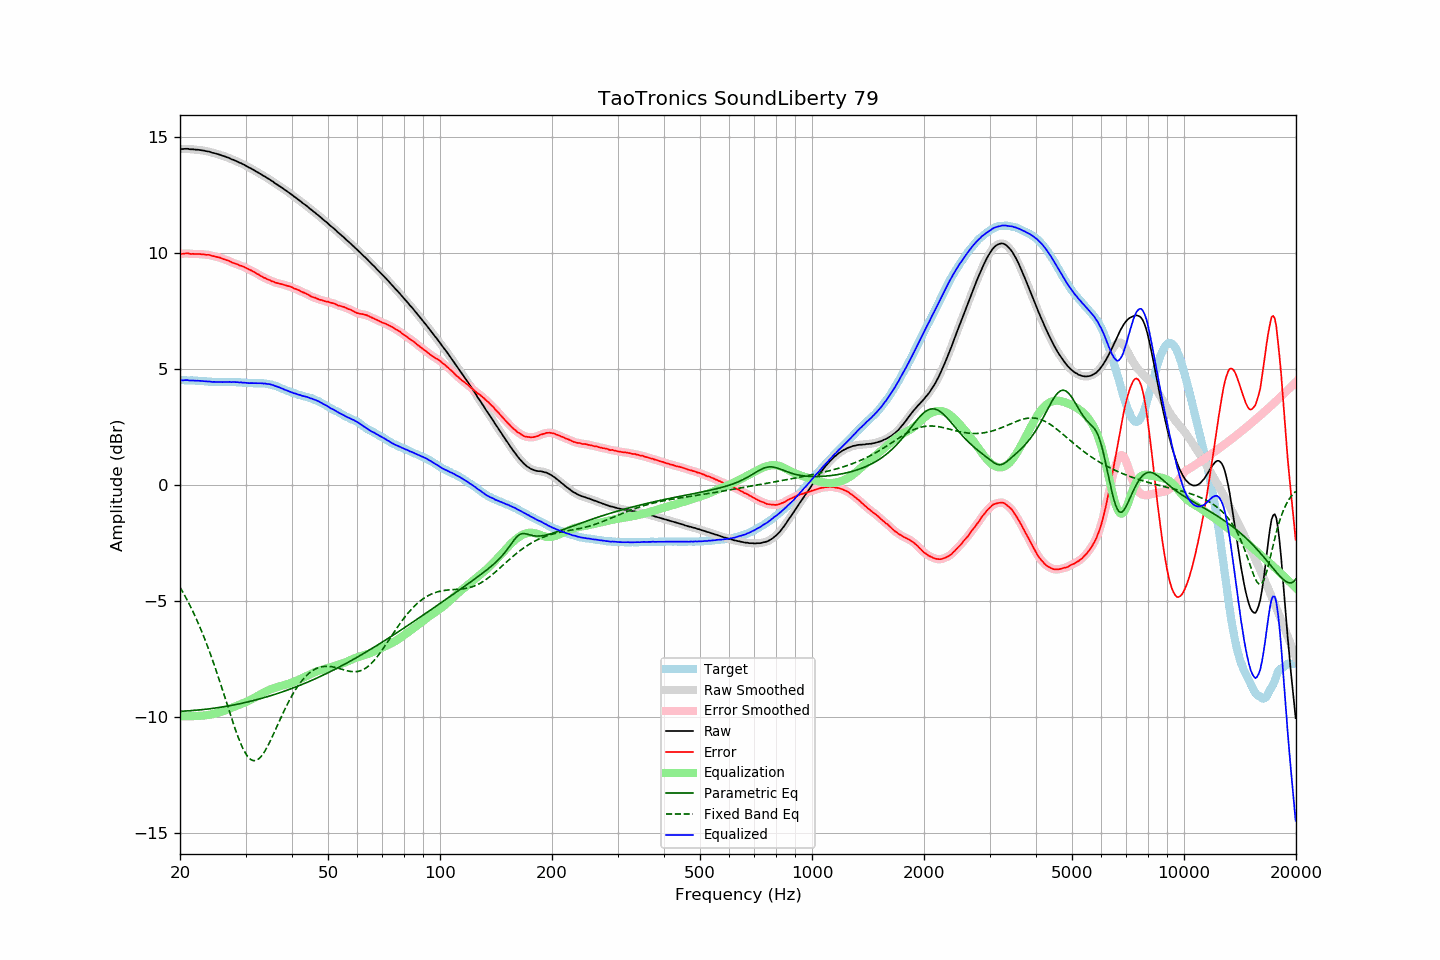 TaoTronics SoundLiberty 79
Amplitude (dBr)
15
10
5
0
−5
−10
−15
Target
Raw Smoothed
Error Smoothed
Raw
Error
Equalization
Parametric Eq
Fixed Band Eq
Equalized
20
50
100
200
500
1000
2000
5000
10000
20000
Frequency (Hz)